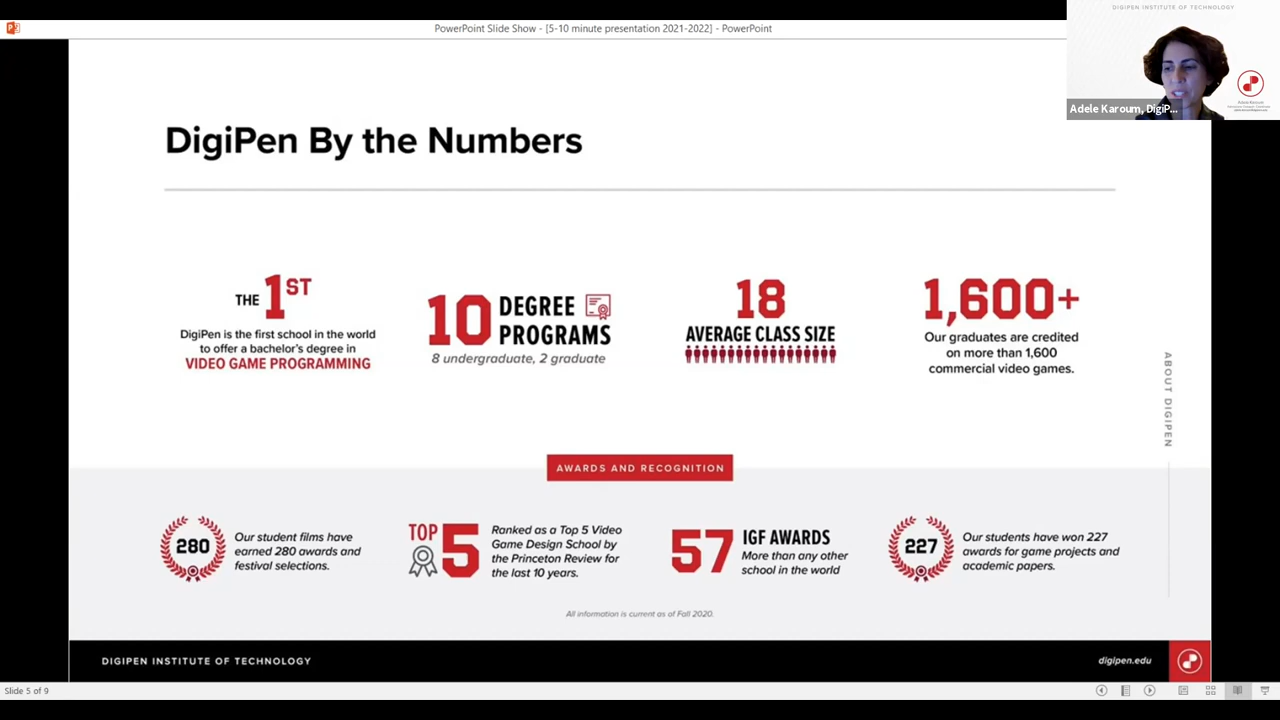 PowerPoint Slide Show - [5-10 minute presentation 2021-2022] - PowerPoint
DIGIPEN INSTITUTE OF TECHNOLOGY
Adele Karoum, DigiP...
DigiPen By the Numbers
THE 1ST
DigiPen is the first school in the world
to offer a bachelor's degree in
VIDEO GAME PROGRAMMING
10 DEGREE
PROGRAMS
8 undergraduate, 2 graduate
18
AVERAGE CLASS SIZE
1,600+
Our graduates are credited
on more than 1,600
commercial video games.
ABOUT DIGIPEN
AWARDS AND RECOGNITION
280
Our student films have
earned 280 awards and
festival selections.
TOP 5
Ranked as a Top 5 Video
Game Design School by
the Princeton Review for
the last 10 years.
57 IGF AWARDS
More than any other
school in the world
227
Our students have won 227
awards for game projects and
academic papers.
All information is current as of Fall 2020.
DIGIPEN INSTITUTE OF TECHNOLOGY
digipen.edu
Slide 5 of 9